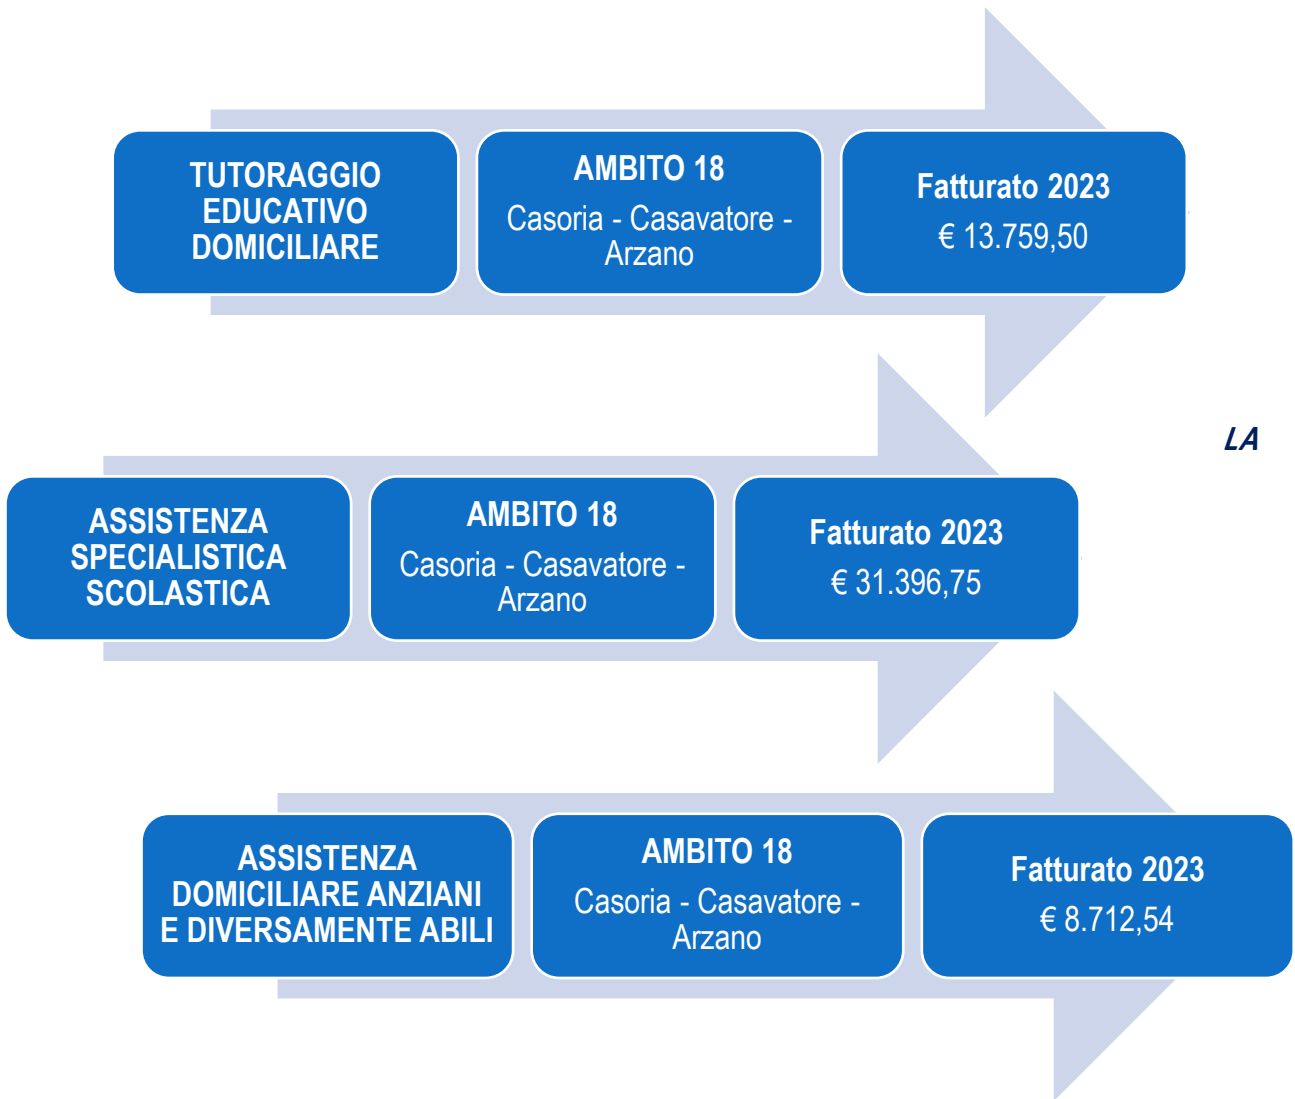 TUTORAGGIO
EDUCATIVO
DOMICILIARE
AMBITO 18
Casoria - Casavatore -
Arzano
Fatturato 2023
€ 13.759,50
LA
ASSISTENZA
SPECIALISTICA
SCOLASTICA
AMBITO 18
Casoria - Casavatore -
Arzano
Fatturato 2023
€ 31.396,75
ASSISTENZA
DOMICILIARE ANZIANI
E DIVERSAMENTE ABILI
AMBITO 18
Casoria - Casavatore -
Arzano
Fatturato 2023
€ 8.712,54